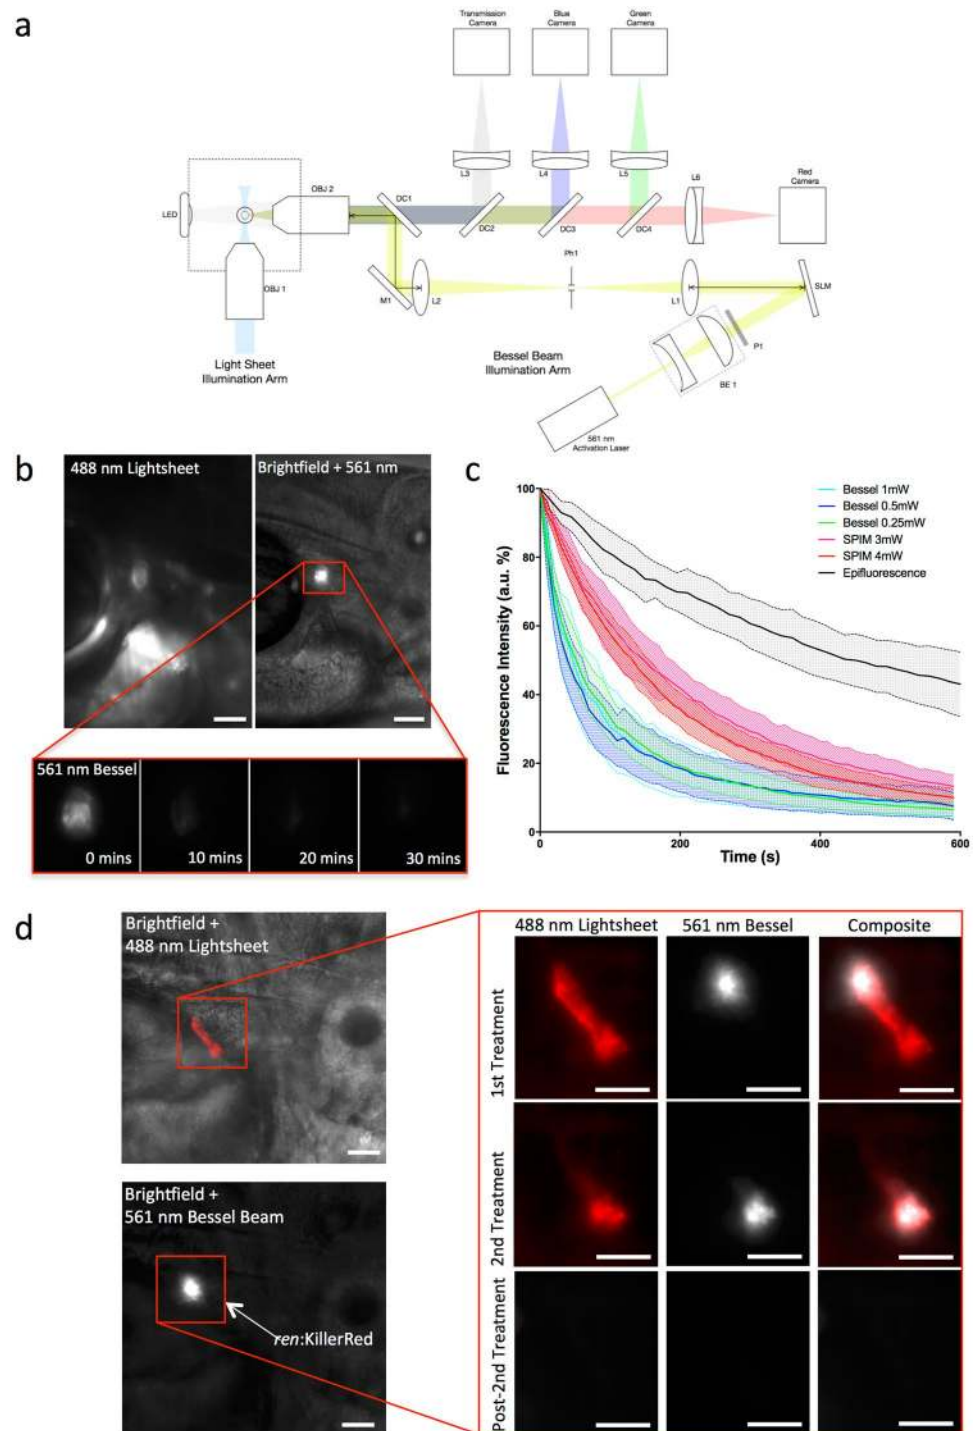 a
Transmission
Camera
Blue
Camera
Green
Camera
L3
L4
L5
L6
Red
Camera
LED
OBJ 2
DC1
DC2
DC3
DC4
Ph1
OBJ 1
M1
L2
L1
SLM
P1
BE 1
Light Sheet
Illumination Arm
Bessel Beam
Illumination Arm
561 nm
Activation Laser
b
488 nm Lightsheet
Brightfield + 561 nm
561 nm Bessel
0 mins
10 mins
20 mins
30 mins
c
Fluorescence Intensity (a.u. %)
100
80
60
40
20
0
0
200
400
600
Time (s)
Bessel 1mW
Bessel 0.5mW
Bessel 0.25mW
SPIM 3mW
SPIM 4mW
Epifluorescence
d
Brightfield +
488 nm Lightsheet
Brightfield +
561 nm Bessel Beam
ren:KillerRed
488 nm Lightsheet
561 nm Bessel
Composite
1st Treatment
2nd Treatment
Post-2nd Treatment